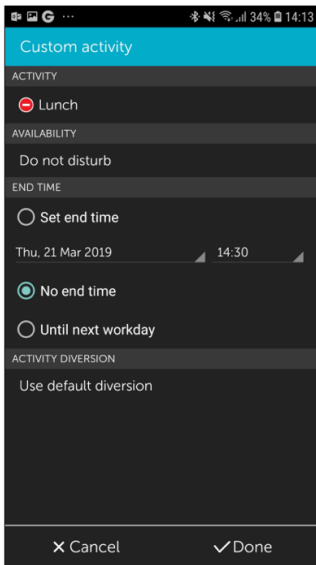 G ... 34% 14:13
Custom activity
ACTIVITY
Lunch
AVAILABILITY
Do not disturb
END TIME
Set end time
Thu, 21 Mar 2019 14:30
No end time
Until next workday
ACTIVITY DIVERSION
Use default diversion
Cancel Done